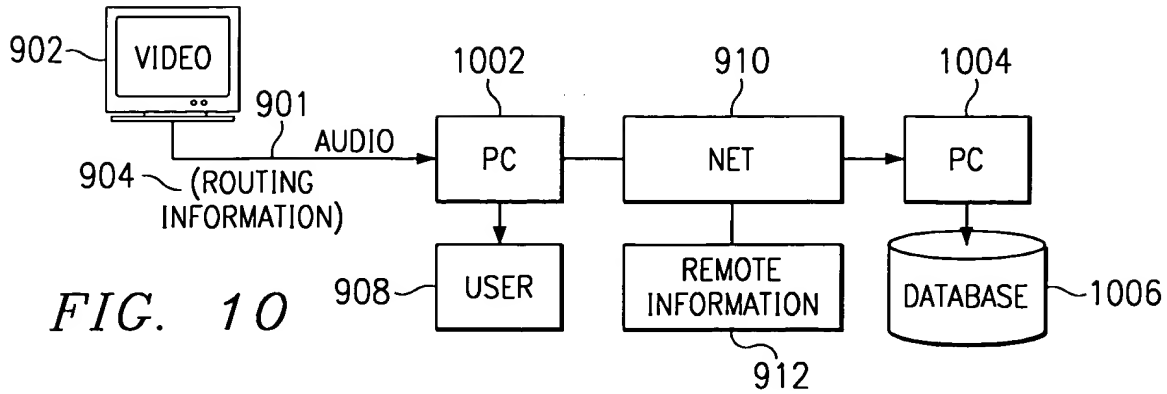 902
VIDEO
901
AUDIO
904
(ROUTING
INFORMATION)
1002
PC
910
NET
1004
PC
908
USER
REMOTE
INFORMATION
912
DATABASE
1006
FIG. 10